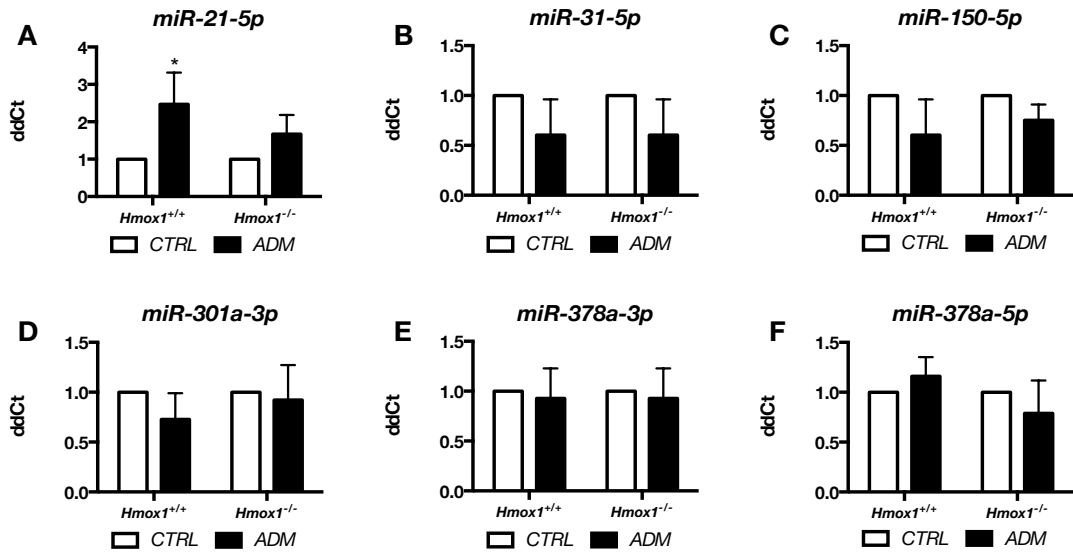 A
miR-21-5p
ddCt
4
3
2
1
0
*
Hmox1+/+ Hmox1-/-
CTRL ADM
B
miR-31-5p
ddCt
1.5
1.0
0.5
0.0
Hmox1+/+ Hmox1-/-
CTRL ADM
C
miR-150-5p
ddCt
1.5
1.0
0.5
0.0
Hmox1+/+ Hmox1-/-
CTRL ADM
D
miR-301a-3p
ddCt
1.5
1.0
0.5
0.0
Hmox1+/+ Hmox1-/-
CTRL ADM
E
miR-378a-3p
ddCt
1.5
1.0
0.5
0.0
Hmox1+/+ Hmox1-/-
CTRL ADM
F
miR-378a-5p
ddCt
1.5
1.0
0.5
0.0
Hmox1+/+ Hmox1-/-
CTRL ADM